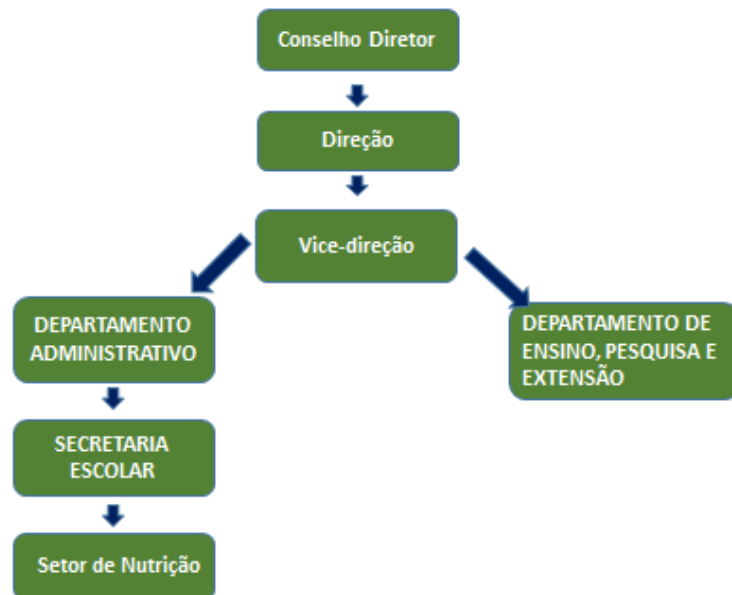 Conselho Diretor
Direção
Vice-direção
DEPARTAMENTO
ADMINISTRATIVO
DEPARTAMENTO DE
ENSINO, PESQUISA E
EXTENSÃO
SECRETARIA
ESCOLAR
Setor de Nutrição